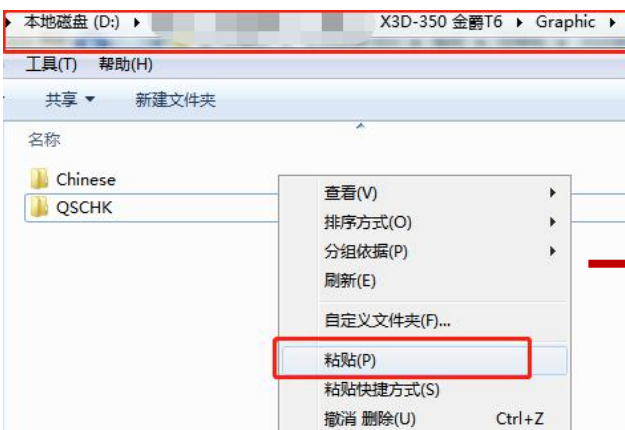 本地磁盘 (D:) X3D-350 金爵T6 Graphic
工具(T) 帮助(H)
共享 新建文件夹
名称
Chinese
QSCHK
查看(V)
排序方式(O)
分组依据(P)
刷新(E)
自定义文件夹(F)...
粘贴(P)
粘贴快捷方式(S)
撤消 删除(U) Ctrl+Z